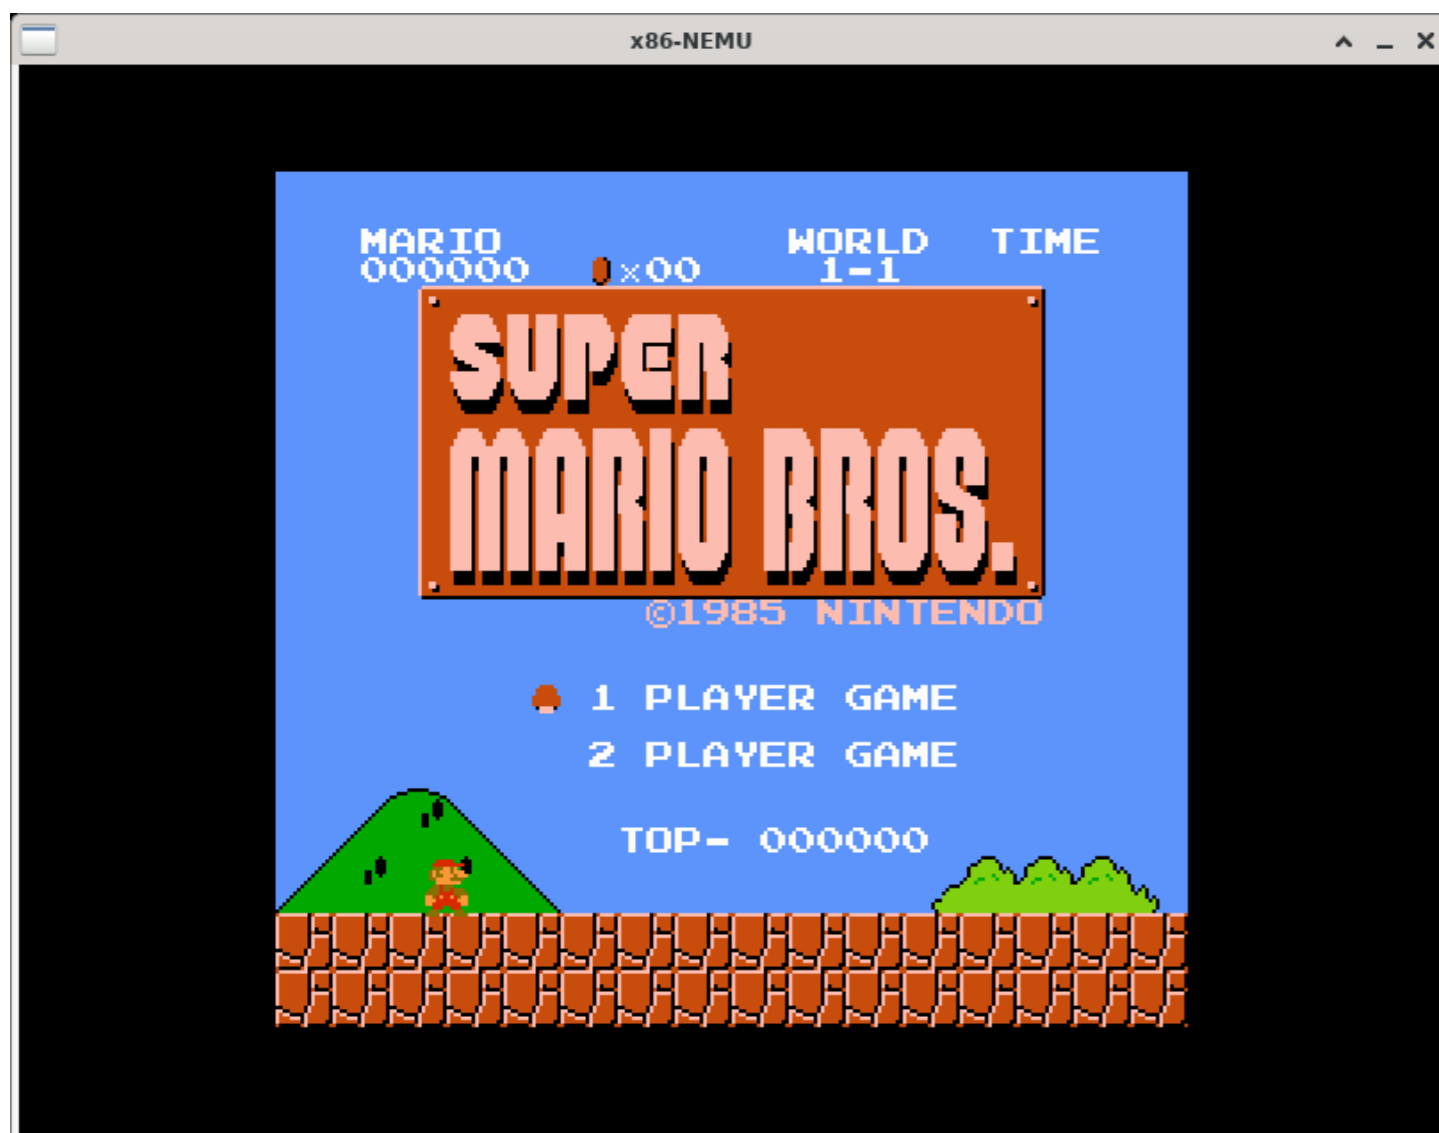 x86-NEMU
MARIO WORLD TIME
000000 x00 1-1
SUPER
MARIO BROS.
©1985 NINTENDO
1 PLAYER GAME
2 PLAYER GAME
TOP- 000000